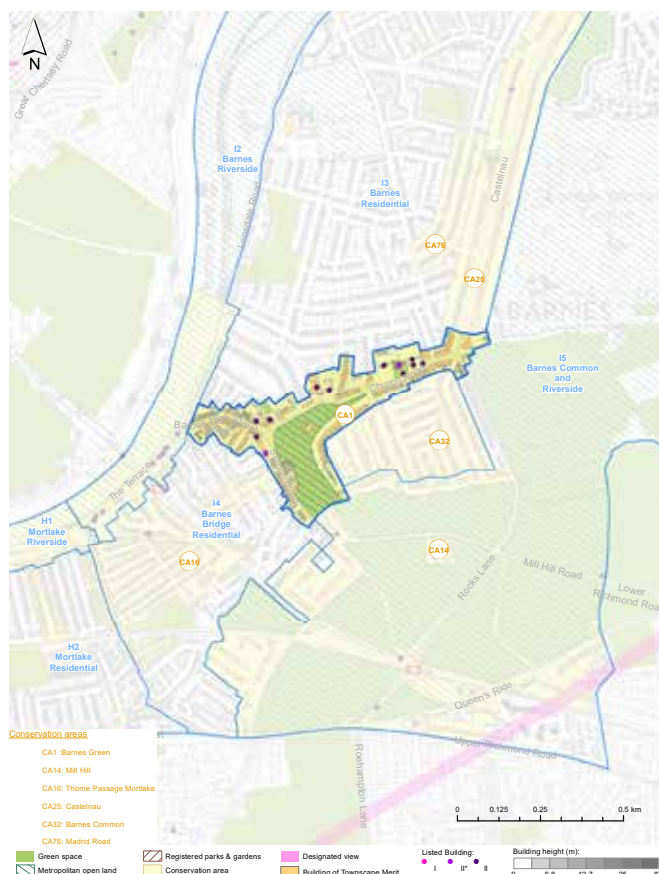 N
Great Chertsey Road
I2
Barnes
Riverside
Lonsdale Road
I3
Barnes
Residential
Castelnau
CA76
CA25
BARNES
I5
Barnes Common
and
Riverside
Church
CA1
Barnes
CA32
The Terrace
H1
Mortlake
Riverside
I4
Barnes
Bridge
Residential
CA16
CA14
Rocks Lane
Mill Hill Road
Lower
Richmond Road
H2
Mortlake
Residential
Queen's Ride
Upper Richmond Road
Roehampton Lane
Conservation areas
CA1 :Barnes Green
CA14: Mill Hill
CA16: Thorne Passage Mortlake
CA25: Castelnau
CA32: Barnes Common
CA76: Madrid Road
0 0.125 0.25 0.5 km
Green space
Metropolitan open land
Registered parks & gardens
Conservation area
Designated view
Building of Townscape Merit
Listed Building:
I II* II
Building height (m):